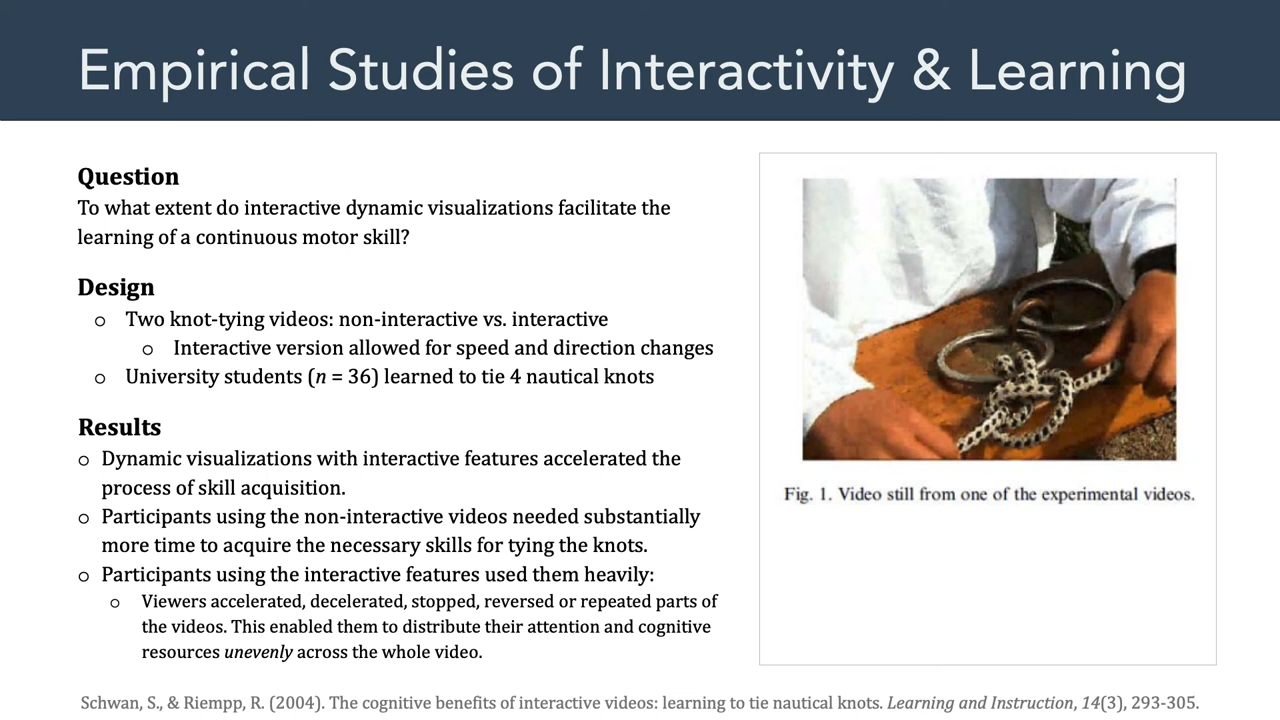 Empirical Studies of Interactivity & Learning
Question
To what extent do interactive dynamic visualizations facilitate the
learning of a continuous motor skill?
Design
o Two knot-tying videos: non-interactive vs. interactive
o Interactive version allowed for speed and direction changes
o University students (n = 36) learned to tie 4 nautical knots
Results
o Dynamic visualizations with interactive features accelerated the
process of skill acquisition.
o Participants using the non-interactive videos needed substantially
more time to acquire the necessary skills for tying the knots.
o Participants using the interactive features used them heavily:
o Viewers accelerated, decelerated, stopped, reversed or repeated parts of
the videos. This enabled them to distribute their attention and cognitive
resources unevenly across the whole video.
Fig. 1. Video still from one of the experimental videos.
Schwan, S., & Riempp, R. (2004). The cognitive benefits of interactive videos: learning to tie nautical knots. Learning and Instruction, 14(3), 293-305.